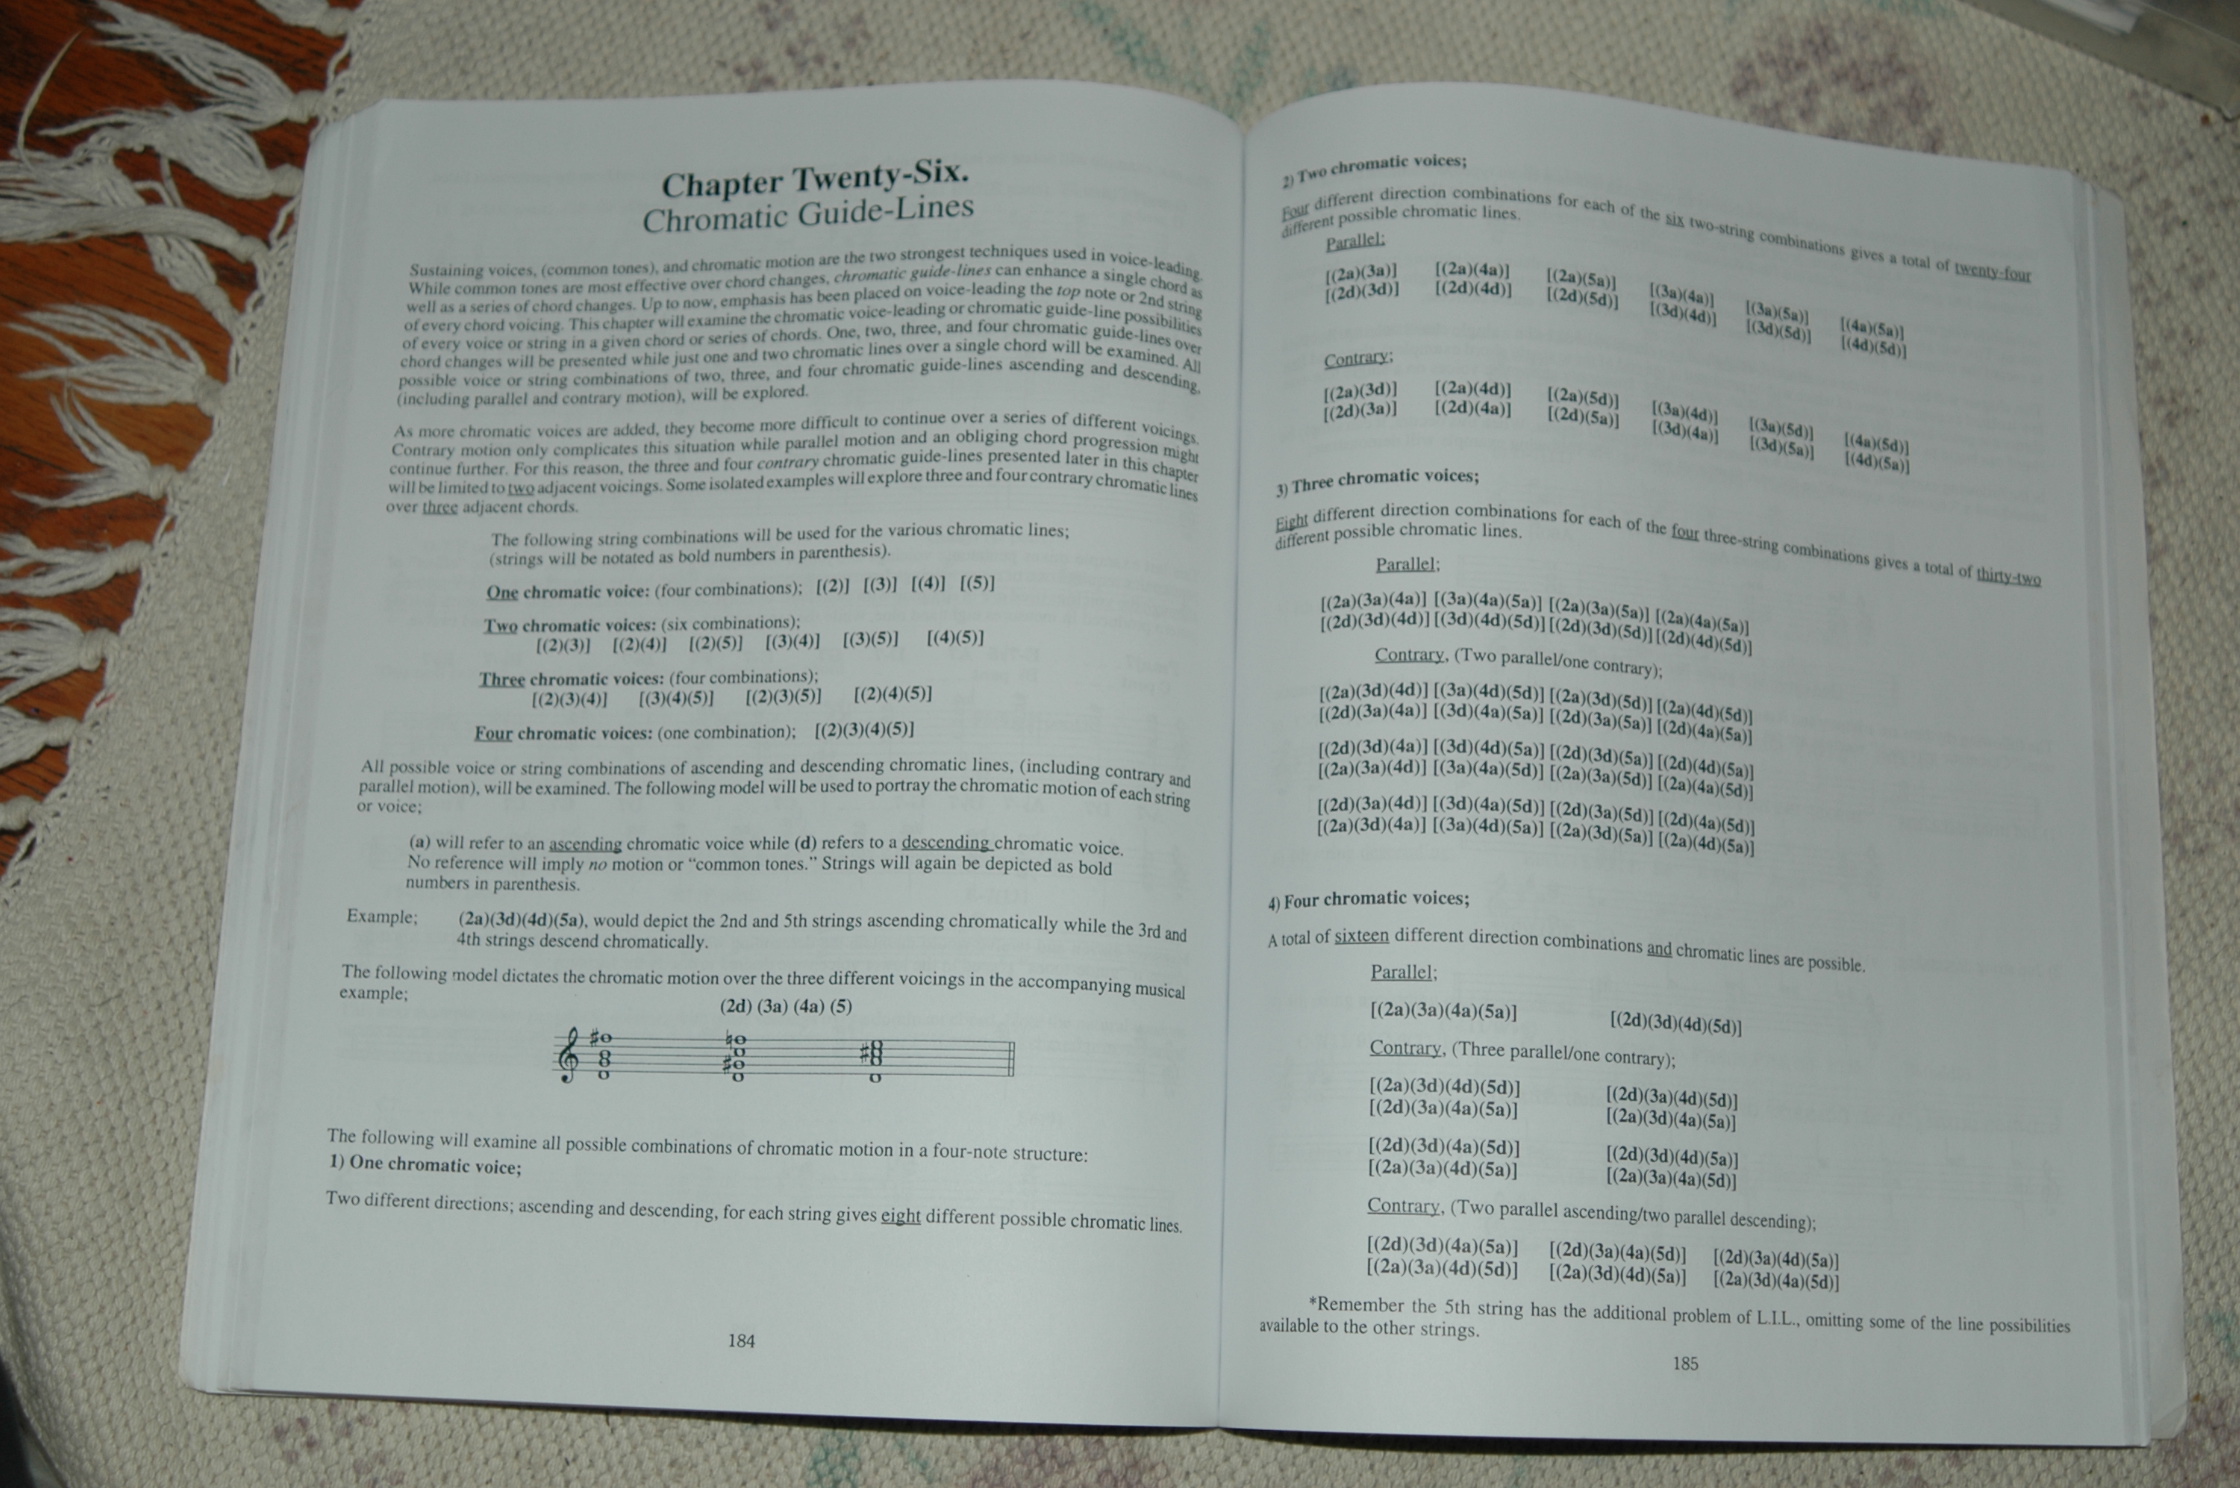 Chapter Twenty-Six.
Chromatic Guide-Lines
Sustaining voices, (common tones), and chromatic motion are the two strongest techniques used in voice-leading.
While common tones are most effective over chord changes, chromatic guide-lines can enhance a single chord as
well as a series of chord changes. Up to now, emphasis has been placed on voice-leading the top note or 2nd string
of every chord voicing. This chapter will examine the chromatic voice-leading or chromatic guide-line possibilities
of every voice or string in a given chord or series of chords. One, two, three, and four chromatic guide-lines over
chord changes will be presented while just one and two chromatic lines over a single chord will be examined. All
possible voice or string combinations of two, three, and four chromatic guide-lines ascending and descending,
(including parallel and contrary motion), will be explored.
As more chromatic voices are added, they become more difficult to continue over a series of different voicings.
Contrary motion only complicates this situation while parallel motion and an obliging chord progression might
continue further. For this reason, the three and four contrary chromatic guide-lines presented later in this chapter
will be limited to two adjacent voicings. Some isolated examples will explore three and four contrary chromatic lines
over three adjacent chords.
The following string combinations will be used for the various chromatic lines;
(strings will be notated as bold numbers in parenthesis).
One chromatic voice: (four combinations); [(2)] [(3)] [(4)] [(5)]
Two chromatic voices: (six combinations);
[(2)(3)] [(2)(4)] [(2)(5)] [(3)(4)] [(3)(5)] [(4)(5)]
Three chromatic voices: (four combinations);
[(2)(3)(4)] [(3)(4)(5)] [(2)(3)(5)] [(2)(4)(5)]
Four chromatic voices: (one combination); [(2)(3)(4)(5)]
All possible voice or string combinations of ascending and descending chromatic lines, (including contrary and
parallel motion), will be examined. The following model will be used to portray the chromatic motion of each string
or voice;
(a) will refer to an ascending chromatic voice while (d) refers to a descending chromatic voice.
No reference will imply no motion or “common tones.” Strings will again be depicted as bold
numbers in parenthesis.
Example; (2a)(3d)(4d)(5a), would depict the 2nd and 5th strings ascending chromatically while the 3rd and
4th strings descend chromatically.
The following model dictates the chromatic motion over the three different voicings in the accompanying musical
example;
(2d) (3a) (4a) (5)
The following will examine all possible combinations of chromatic motion in a four-note structure:
1) One chromatic voice;
Two different directions; ascending and descending, for each string gives eight different possible chromatic lines.
184
2) Two chromatic voices;
Four different direction combinations for each of the six two-string combinations gives a total of twenty-four
different possible chromatic lines.
Parallel;
[(2a)(3a)] [(2a)(4a)] [(2a)(5a)] [(3a)(4a)] [(3a)(5a)] [(4a)(5a)]
[(2d)(3d)] [(2d)(4d)] [(2d)(5d)] [(3d)(4d)] [(3d)(5d)] [(4d)(5d)]
Contrary;
[(2a)(3d)] [(2a)(4d)] [(2a)(5d)] [(3a)(4d)] [(3a)(5d)] [(4a)(5d)]
[(2d)(3a)] [(2d)(4a)] [(2d)(5a)] [(3d)(4a)] [(3d)(5a)] [(4d)(5a)]
3) Three chromatic voices;
Eight different direction combinations for each of the four three-string combinations gives a total of thirty-two
different possible chromatic lines.
Parallel;
[(2a)(3a)(4a)] [(3a)(4a)(5a)] [(2a)(3a)(5a)] [(2a)(4a)(5a)]
[(2d)(3d)(4d)] [(3d)(4d)(5d)] [(2d)(3d)(5d)] [(2d)(4d)(5d)]
Contrary, (Two parallel/one contrary);
[(2a)(3d)(4d)] [(3a)(4d)(5d)] [(2a)(3d)(5d)] [(2a)(4d)(5d)]
[(2d)(3a)(4a)] [(3d)(4a)(5a)] [(2d)(3a)(5a)] [(2d)(4a)(5a)]
[(2d)(3d)(4a)] [(3d)(4d)(5a)] [(2d)(3d)(5a)] [(2d)(4d)(5a)]
[(2a)(3a)(4d)] [(3a)(4a)(5d)] [(2a)(3a)(5d)] [(2a)(4a)(5d)]
[(2d)(3a)(4d)] [(3d)(4a)(5d)] [(2d)(3a)(5d)] [(2d)(4a)(5d)]
[(2a)(3d)(4a)] [(3a)(4d)(5a)] [(2a)(3d)(5a)] [(2a)(4d)(5a)]
4) Four chromatic voices;
A total of sixteen different direction combinations and chromatic lines are possible.
Parallel;
[(2a)(3a)(4a)(5a)] [(2d)(3d)(4d)(5d)]
Contrary, (Three parallel/one contrary);
[(2a)(3d)(4d)(5d)] [(2d)(3a)(4d)(5d)]
[(2d)(3a)(4a)(5a)] [(2a)(3d)(4a)(5a)]
[(2d)(3d)(4a)(5d)] [(2d)(3d)(4d)(5a)]
[(2a)(3a)(4d)(5a)] [(2a)(3a)(4a)(5d)]
Contrary, (Two parallel ascending/two parallel descending);
[(2d)(3d)(4a)(5a)] [(2d)(3a)(4a)(5d)] [(2d)(3a)(4d)(5a)]
[(2a)(3a)(4d)(5d)] [(2a)(3d)(4d)(5a)] [(2a)(3d)(4a)(5d)]
*Remember the 5th string has the additional problem of L.I.L., omitting some of the line possibilities
available to the other strings.
185